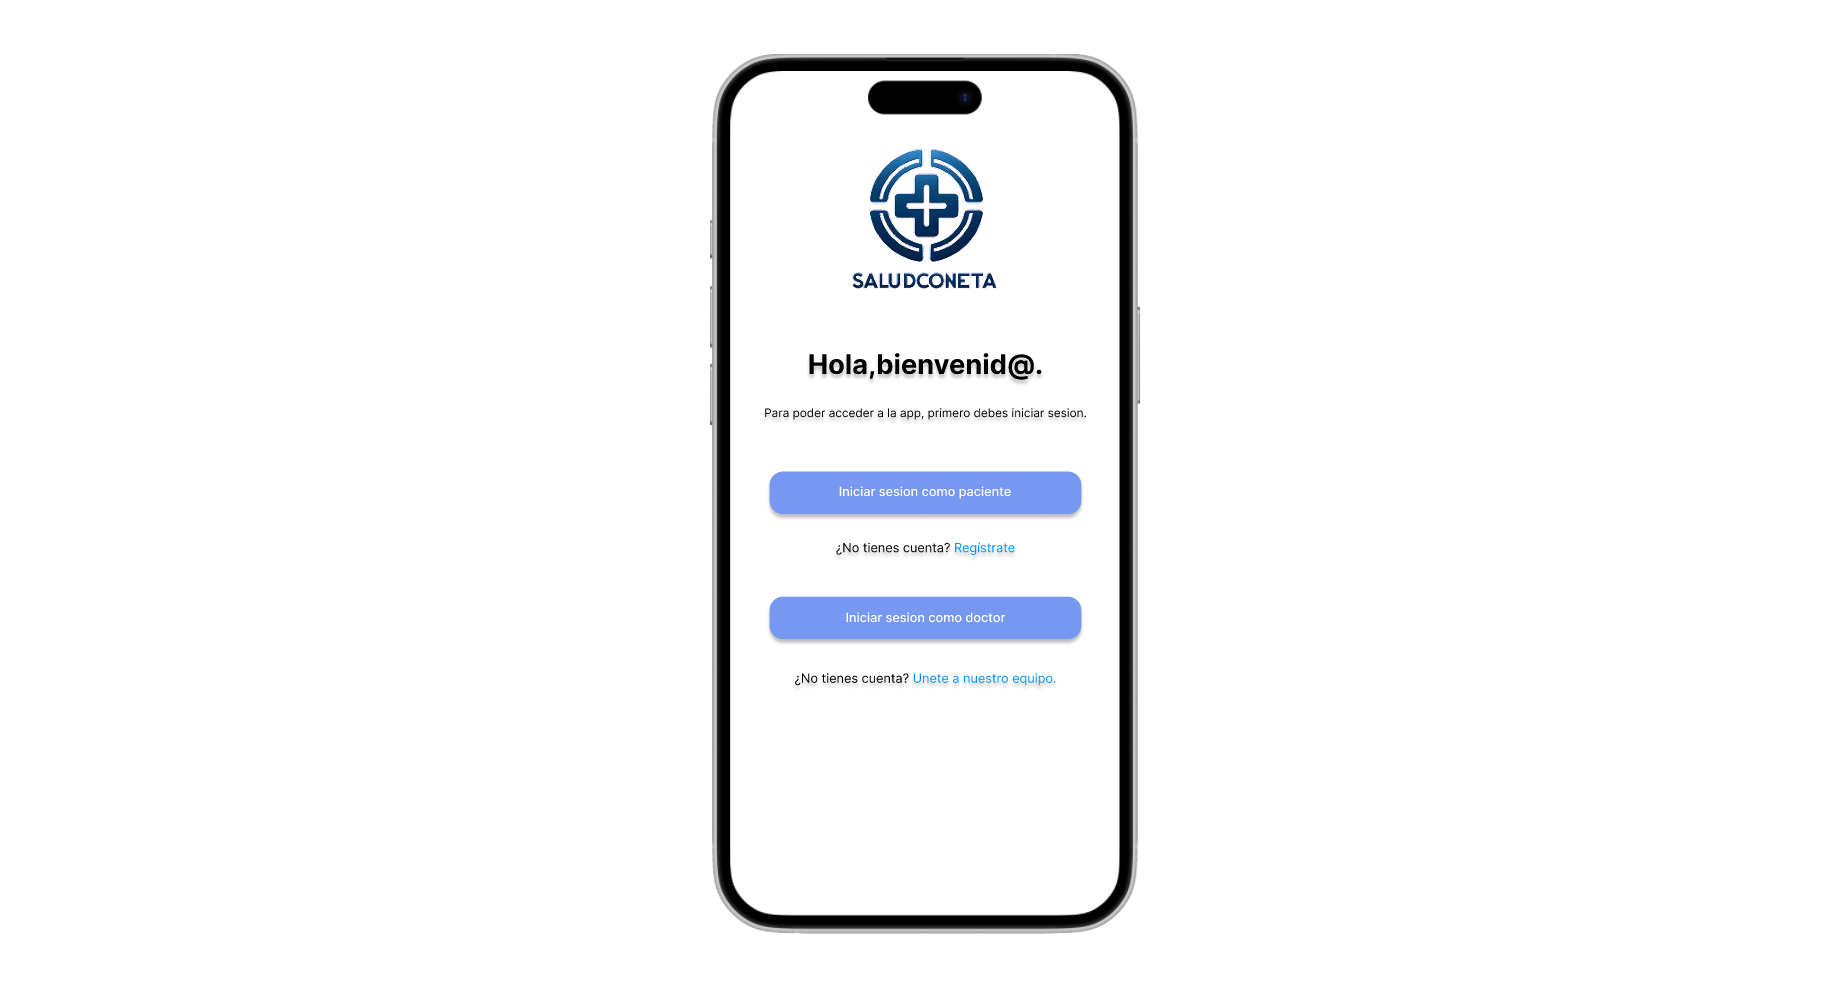 SALUDCONETA
Hola,bienvenid@.
Para poder acceder a la app, primero debes iniciar sesion.
Iniciar sesion como paciente
¿No tienes cuenta? Regístrate
Iniciar sesion como doctor
¿No tienes cuenta? Unete a nuestro equipo.